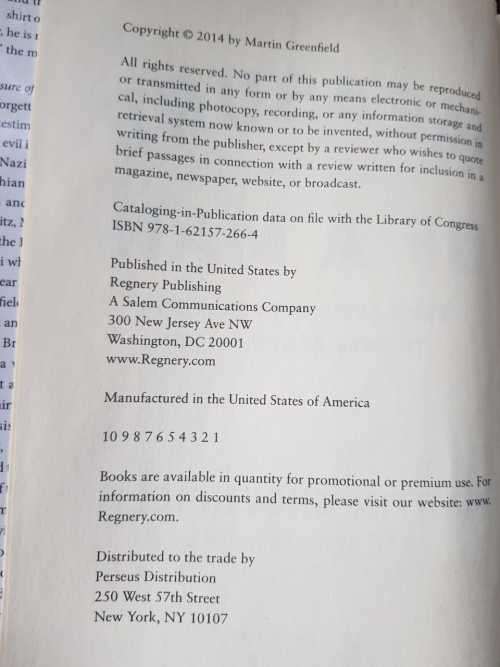 Copyright © 2014 by Martin Greenfield
All rights reserved. No part of this publication may be reproduced
or transmitted in any form or by any means electronic or mechani-
cal, including photocopy, recording, or any information storage and
retrieval system now known or to be invented, without permission in
writing from the publisher, except by a reviewer who wishes to quote
brief passages in connection with a review written for inclusion in a
magazine, newspaper, website, or broadcast.
Cataloging-in-Publication data on file with the Library of Congress
ISBN 978-1-62157-266-4
Published in the United States by
Regnery Publishing
A Salem Communications Company
300 New Jersey Ave NW
Washington, DC 20001
www.Regnery.com
Manufactured in the United States of America
10 9 8 7 6 5 4 3 2 1
Books are available in quantity for promotional or premium use. For
information on discounts and terms, please visit our website: www.
Regnery.com.
Distributed to the trade by
Perseus Distribution
250 West 57th Street
New York, NY 10107